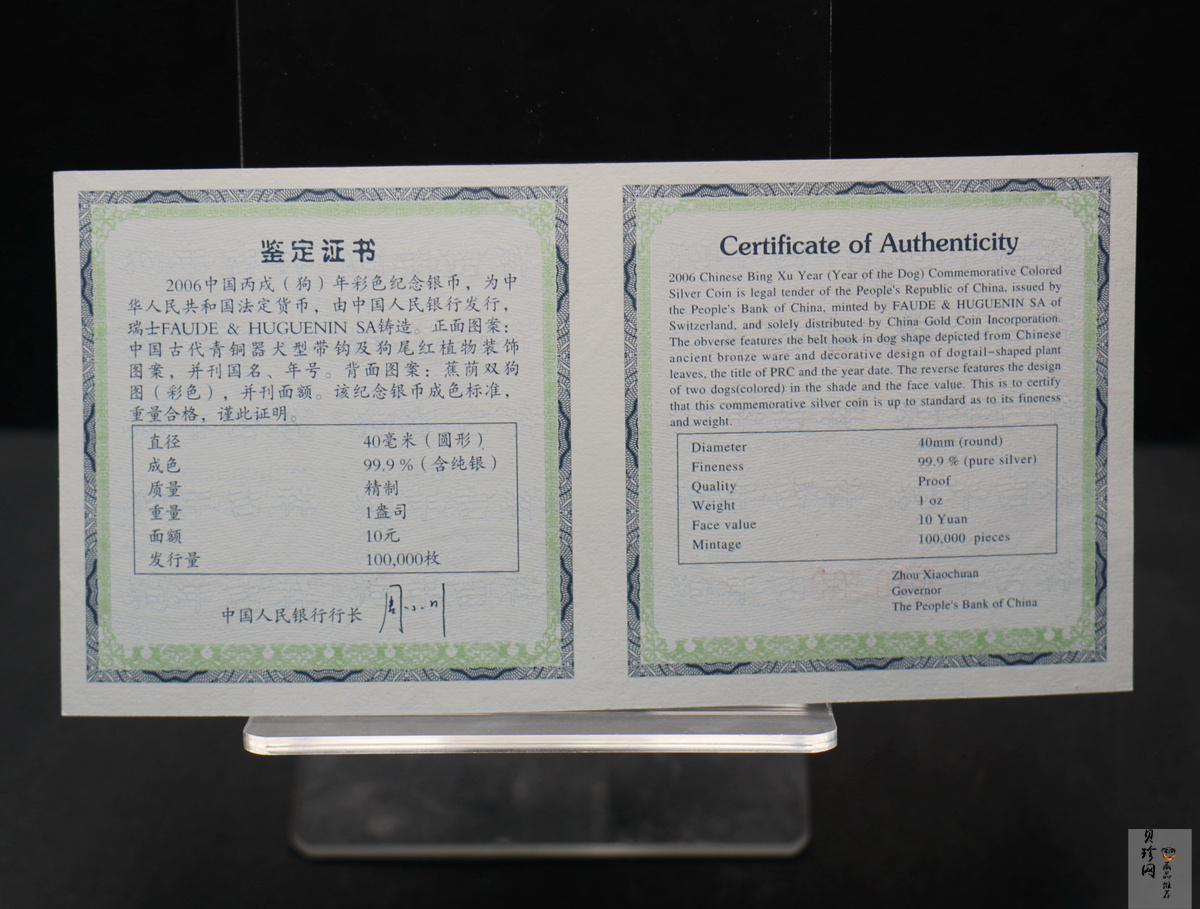 鉴定证书
2006中国丙戌（狗）年彩色纪念银币，为中
华人民共和国法定货币，由中国人民银行发行，
瑞士FAUDE & HUGUENIN SA铸造。正面图案：
中国古代青铜器犬型带钩及狗尾红植物装饰
图案，并刊国名、年号。背面图案：蕉荫双狗
图（彩色），并刊面额。该纪念银币成色标准，
重量合格，谨此证明。
直径 40毫米（圆形）
成色 99.9％（含纯银）
质量 精制
重量 1盎司
面额 10元
发行量 100,000枚
中国人民银行行长 周小川
Certificate of Authenticity
2006 Chinese Bing Xu Year (Year of the Dog) Commemorative Colored
Silver Coin is legal tender of the People's Republic of China, issued by
the People's Bank of China, minted by FAUDE & HUGUENIN SA of
Switzerland, and solely distributed by China Gold Coin Incorporation.
The obverse features the belt hook in dog shape depicted from Chinese
ancient bronze ware and decorative design of dogtail-shaped plant
leaves, the title of PRC and the year date. The reverse features the design
of two dogs(colored) in the shade and the face value. This is to certify
that this commemorative silver coin is up to standard as to its fineness
and weight.
Diameter 40mm (round)
Fineness 99.9 % (pure silver)
Quality Proof
Weight 1 oz
Face value 10 Yuan
Mintage 100,000 pieces
Zhou Xiaochuan
Governor
The People's Bank of China
贝珍网
藏品推荐